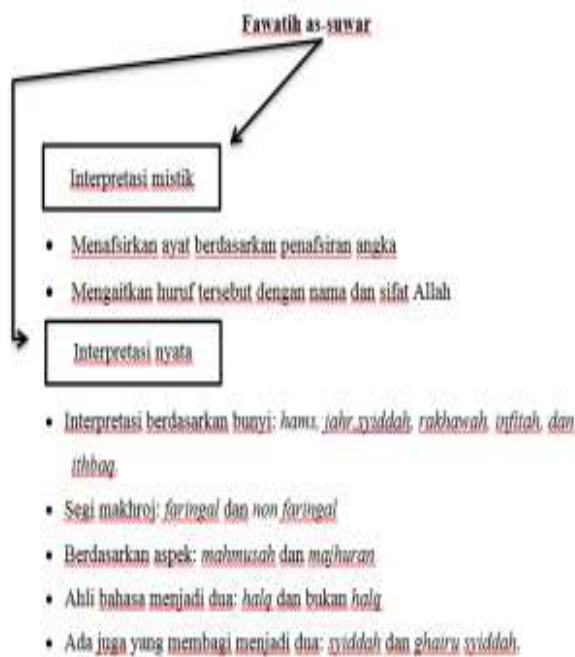 Fawatih as-suwar
Interpretasi mistik
• Menafsirkan ayat berdasarkan penafsiran angka
• Mengaitkan huruf tersebut dengan nama dan sifat Allah
Interpretasi nyata
• Interpretasi berdasarkan bunyi: hams, jahr,syiddah, rakhawah, infitah, dan
ithbaq.
• Segi makhroj: faringal dan non faringal
• Berdasarkan aspek: mahmusah dan majhuran
• Ahli bahasa menjadi dua: halq dan bukan halq
• Ada juga yang membagi menjadi dua: syiddah dan ghairu syiddah.